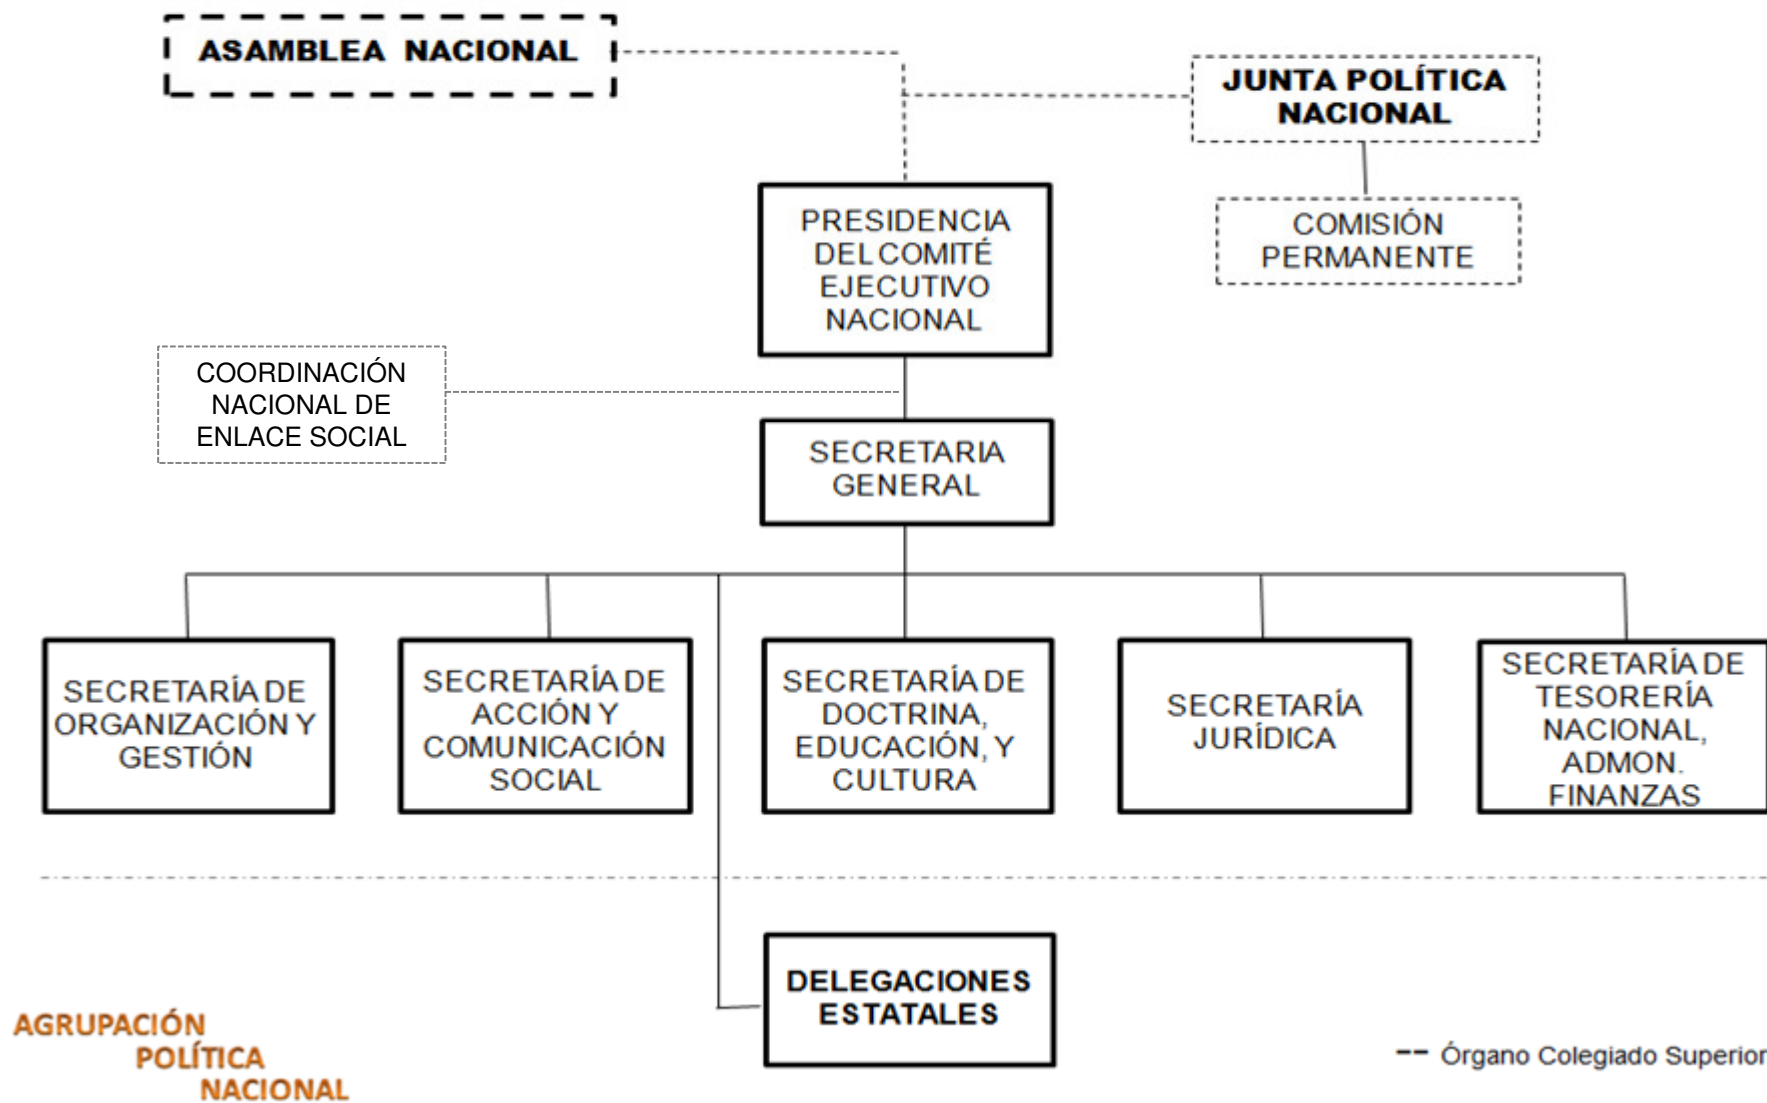 ASAMBLEA NACIONAL
JUNTA POLÍTICA
NACIONAL
COMISIÓN
PERMANENTE
PRESIDENCIA
DEL COMITÉ
EJECUTIVO
NACIONAL
COORDINACIÓN
NACIONAL DE
ENLACE SOCIAL
SECRETARIA
GENERAL
SECRETARÍA DE
ORGANIZACIÓN Y
GESTIÓN
SECRETARÍA DE
ACCIÓN Y
COMUNICACIÓN
SOCIAL
SECRETARÍA DE
DOCTRINA,
EDUCACIÓN, Y
CULTURA
SECRETARÍA
JURÍDICA
SECRETARÍA DE
TESORERÍA
NACIONAL,
ADMON.
FINANZAS
DELEGACIONES
ESTATALES
AGRUPACIÓN
POLÍTICA
NACIONAL
-- Órgano Colegiado Superior